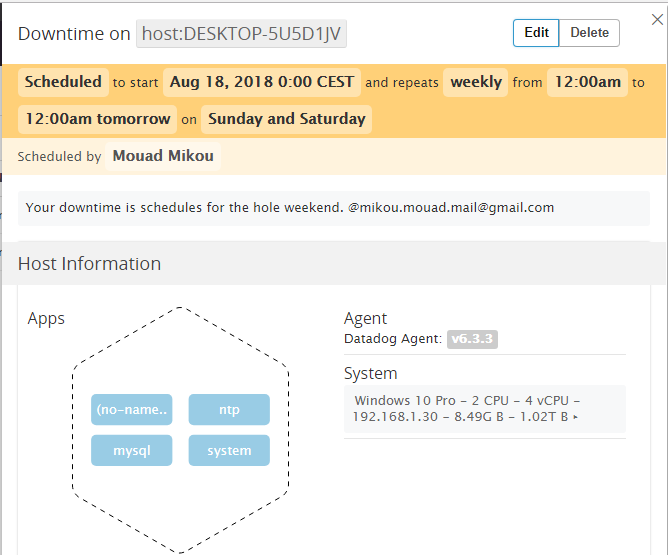 Downtime on host:DESKTOP-5U5D1JV
Edit Delete
Scheduled to start Aug 18, 2018 0:00 CEST and repeats weekly from 12:00am to
12:00am tomorrow on Sunday and Saturday
Scheduled by Mouad Mikou
Your downtime is schedules for the hole weekend. @mikou.mouad.mail@gmail.com
Host Information
Apps
(no-name..
ntp
mysql
system
Agent
Datadog Agent: v6.3.3
System
Windows 10 Pro - 2 CPU - 4 vCPU -
192.168.1.30 - 8.49G B - 1.02T B ▸